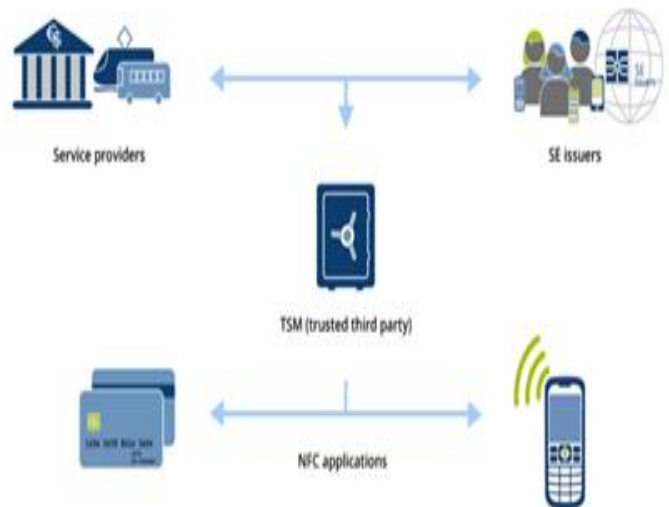 Service providers
SE issuers
TSM (trusted third party)
NFC applications